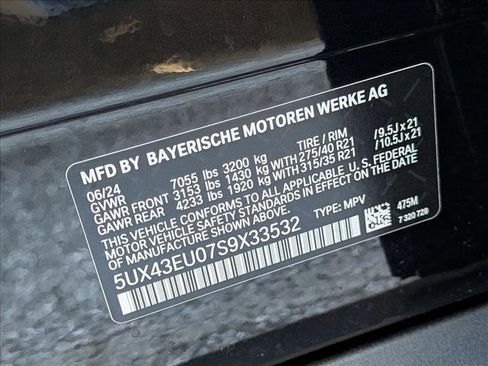 MFD BY BAYERISCHE MOTOREN WERKE AG
06/24
GVWR 7055 lbs 3200 kg TIRE / RIM
GAWR FRONT 3153 lbs 1430 kg WITH 275/40 R21 /9.5J x 21
GAWR REAR 4233 lbs 1920 kg WITH 315/35 R21 /10.5J x 21
THIS VEHICLE CONFORMS TO ALL APPLICABLE U.S. FEDERAL
MOTOR VEHICLE SAFETY STANDARDS IN EFFECT ON THE DATE
OF MANUFACTURE SHOWN ABOVE.
5UX43EU07S9X33532 TYPE: MPV 475M
7 320 729